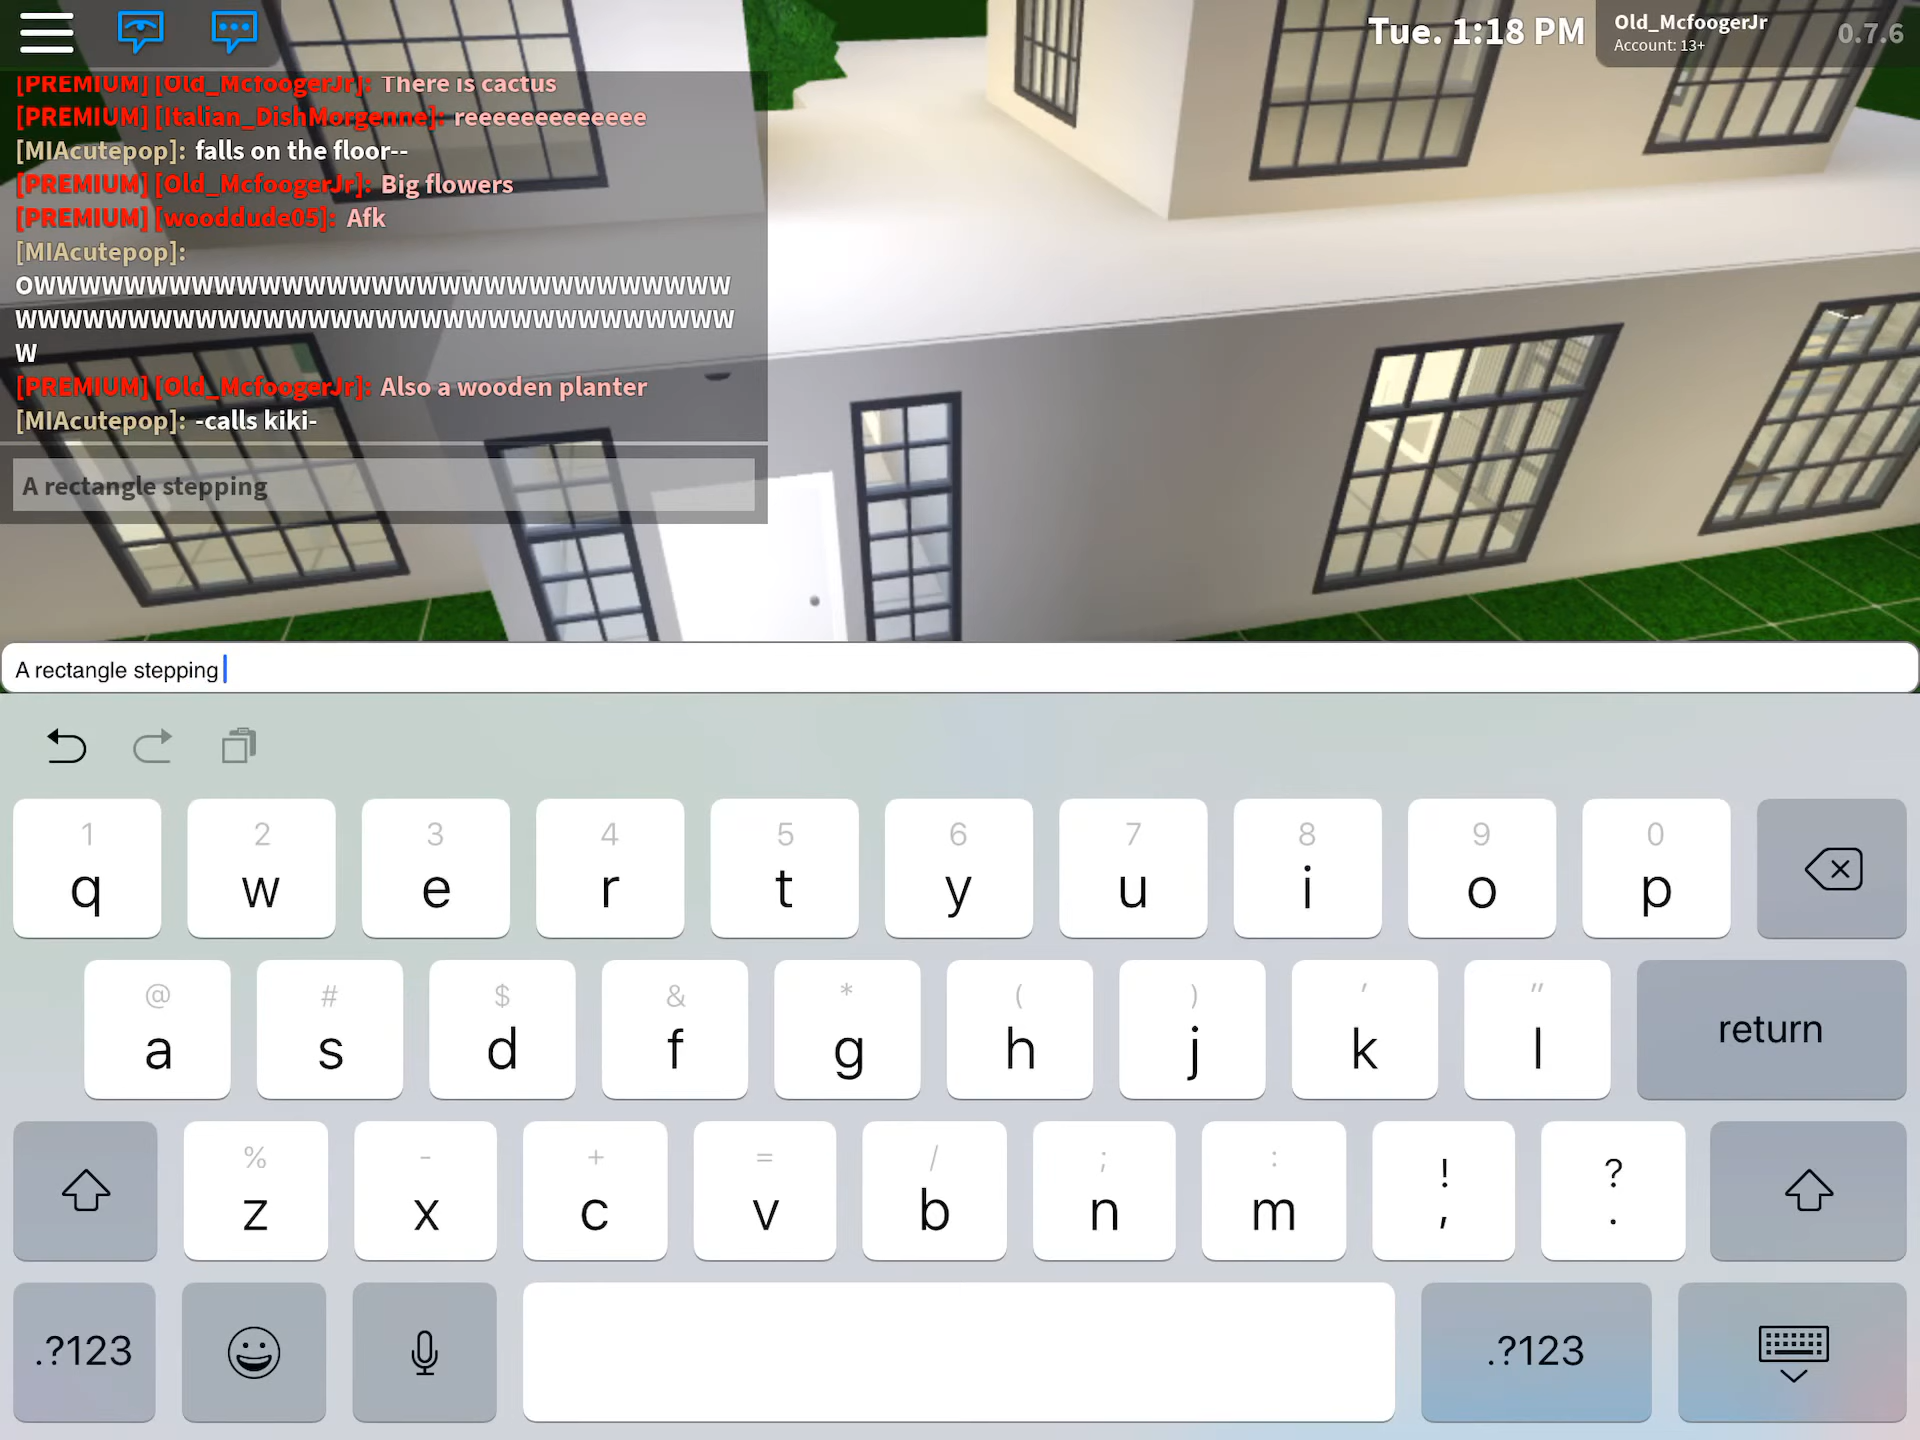 Tue. 1:18 PM
Old_McfoogerJr
Account: 13+
0.7.6
[PREMIUM] [Old_McfoogerJr]: There is cactus
[PREMIUM] [Italian_DishMorgenne]: reeeeeeeeeeeee
[MIAcutepop]: falls on the floor--
[PREMIUM] [Old_McfoogerJr]: Big flowers
[PREMIUM] [wooddude05]: Afk
[MIAcutepop]:
OWWWWWWWWWWWWWWWWWWWWWWWWWWWWWWW
WWWWWWWWWWWWWWWWWWWWWWWWWWWWWWWW
W
[PREMIUM] [Old_McfoogerJr]: Also a wooden planter
[MIAcutepop]: -calls kiki-
A rectangle stepping
A rectangle stepping
1 2 3 4 5 6 7 8 9 0
q w e r t y u i o p
@ # $ & * ( ) ' "
a s d f g h j k l return
% - + = / ; : ! ?
z x c v b n m , .
.?123 .?123